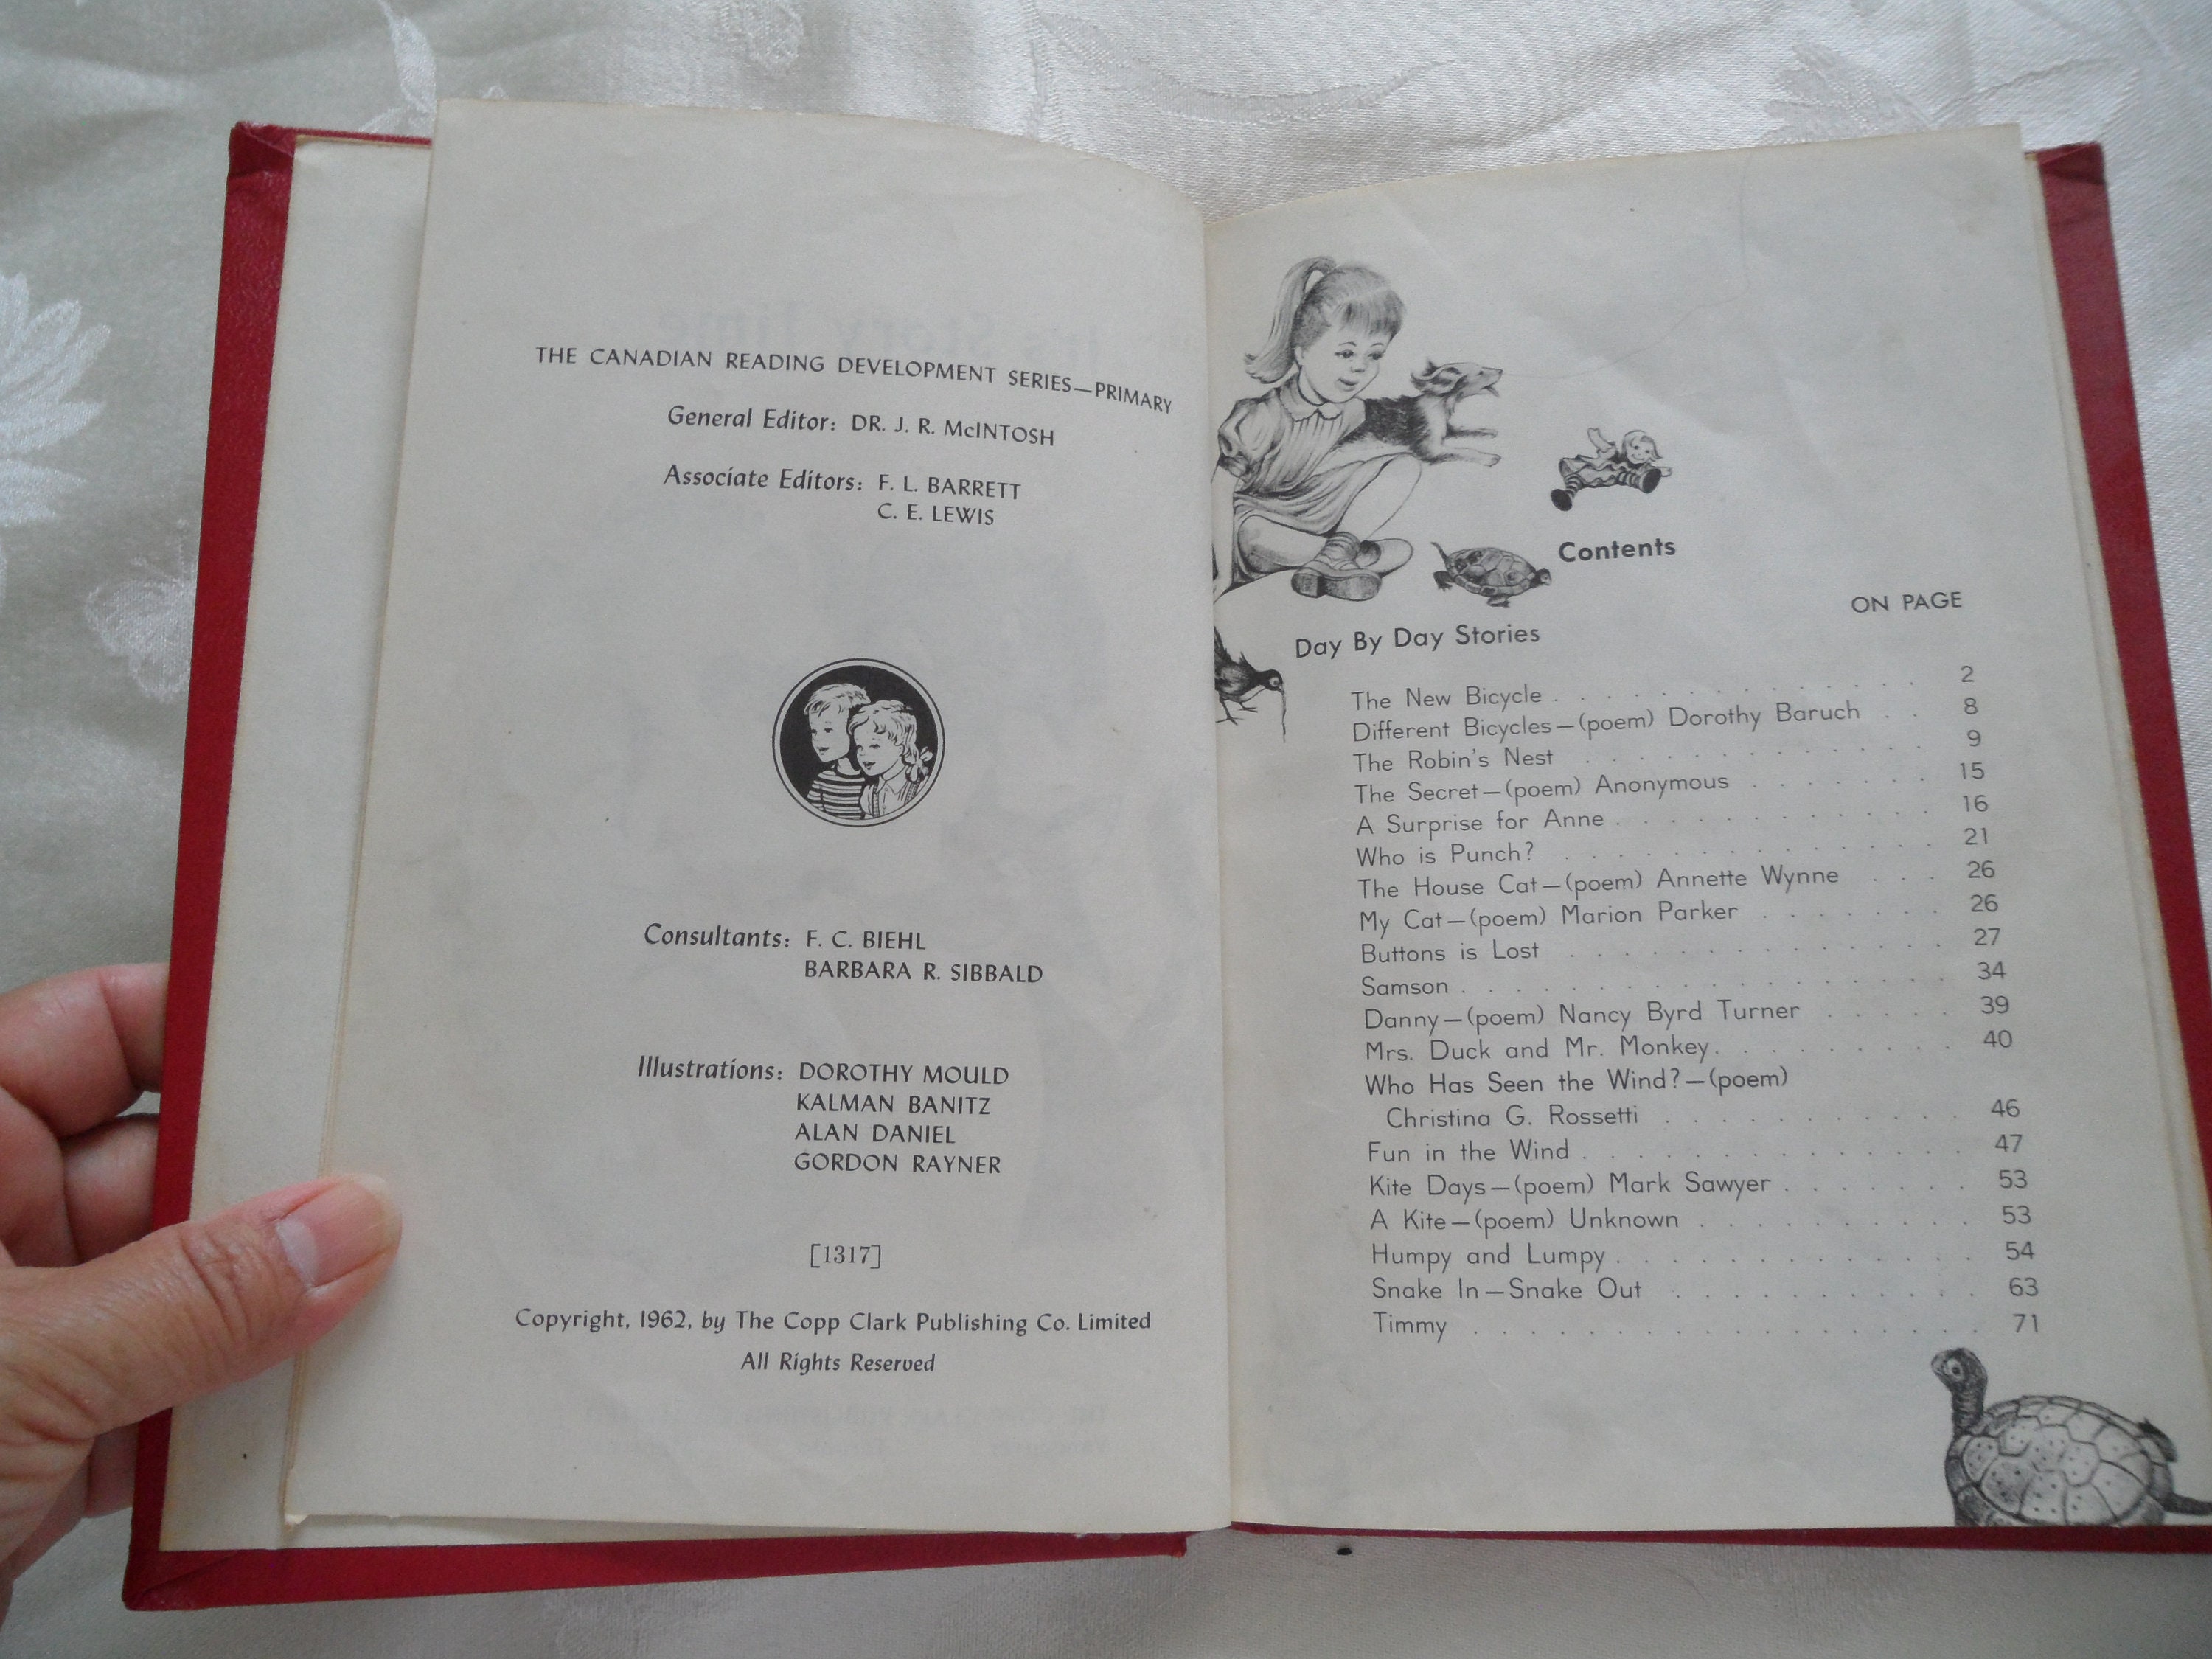 THE CANADIAN READING DEVELOPMENT SERIES—PRIMARY
General Editor: DR. J. R. McINTOSH
Associate Editors: F. L. BARRETT
C. E. LEWIS
Consultants: F. C. BIEHL
BARBARA R. SIBBALD
Illustrations: DOROTHY MOULD
KALMAN BANITZ
ALAN DANIEL
GORDON RAYNER
[1317]
Copyright, 1962, by The Copp Clark Publishing Co. Limited
All Rights Reserved
Contents
ON PAGE
Day By Day Stories
The New Bicycle . . . . . . . . . . . 2
Different Bicycles—(poem) Dorothy Baruch . . 8
The Robin's Nest . . . . . . . . . . 9
The Secret—(poem) Anonymous . . . . . . 15
A Surprise for Anne . . . . . . . . . 16
Who is Punch? . . . . . . . . . . . 21
The House Cat—(poem) Annette Wynne . . . 26
My Cat—(poem) Marion Parker . . . . . . 26
Buttons is Lost . . . . . . . . . . . 27
Samson . . . . . . . . . . . . . . 34
Danny—(poem) Nancy Byrd Turner . . . . . 39
Mrs. Duck and Mr. Monkey . . . . . . . 40
Who Has Seen the Wind?—(poem)
Christina G. Rossetti . . . . . . . . . 46
Fun in the Wind . . . . . . . . . . . 47
Kite Days—(poem) Mark Sawyer . . . . . . 53
A Kite—(poem) Unknown . . . . . . . . 53
Humpy and Lumpy . . . . . . . . . . 54
Snake In—Snake Out . . . . . . . . . 63
Timmy . . . . . . . . . . . . . . 71